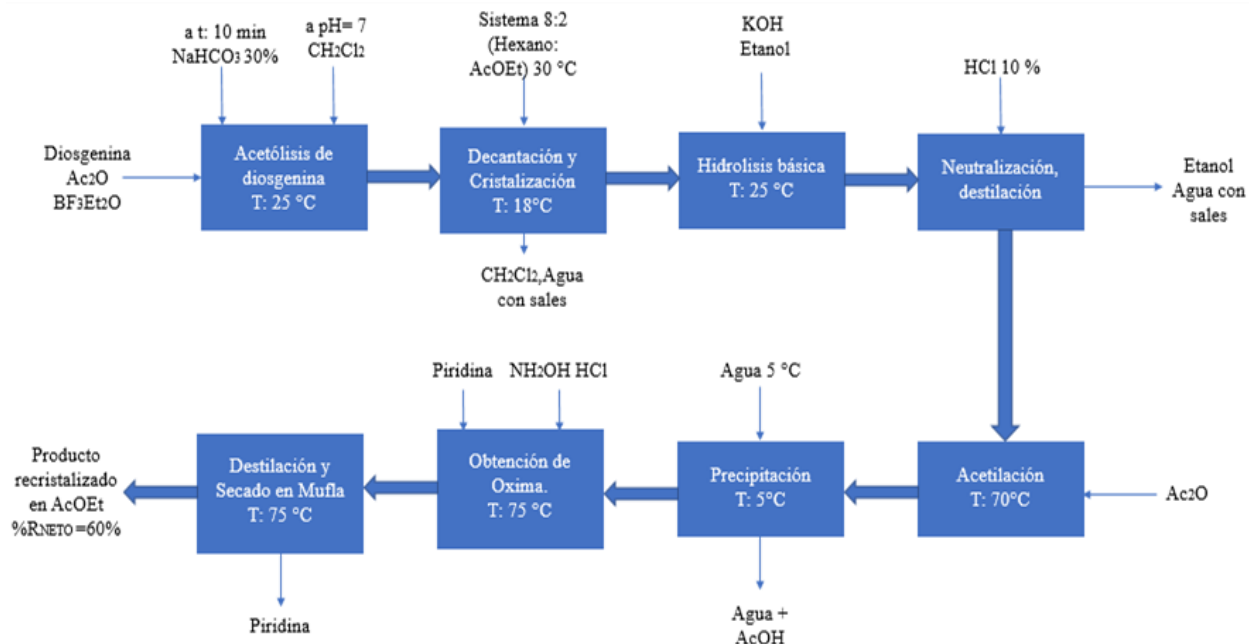 a t: 10 min
NaHCO3 30%
a pH= 7
CH2Cl2
Sistema 8:2
(Hexano:
AcOEt) 30 °C
KOH
Etanol
HCl 10 %
Diosgenina
Ac2O
BF3Et2O
Acetólisis de
diosgenina
T: 25 °C
Decantación y
Cristalización
T: 18°C
Hidrolisis básica
T: 25 °C
Neutralización,
destilación
Etanol
Agua con
sales
CH2Cl2,Agua
con sales
Piridina
NH2OH HCl
Agua 5 °C
Producto
recristalizado
en AcOEt
%RNETO =60%
Destilación y
Secado en Mufla
T: 75 °C
Obtención de
Oxima.
T: 75 °C
Precipitación
T: 5°C
Acetilación
T: 70°C
Ac2O
Piridina
Agua +
AcOH